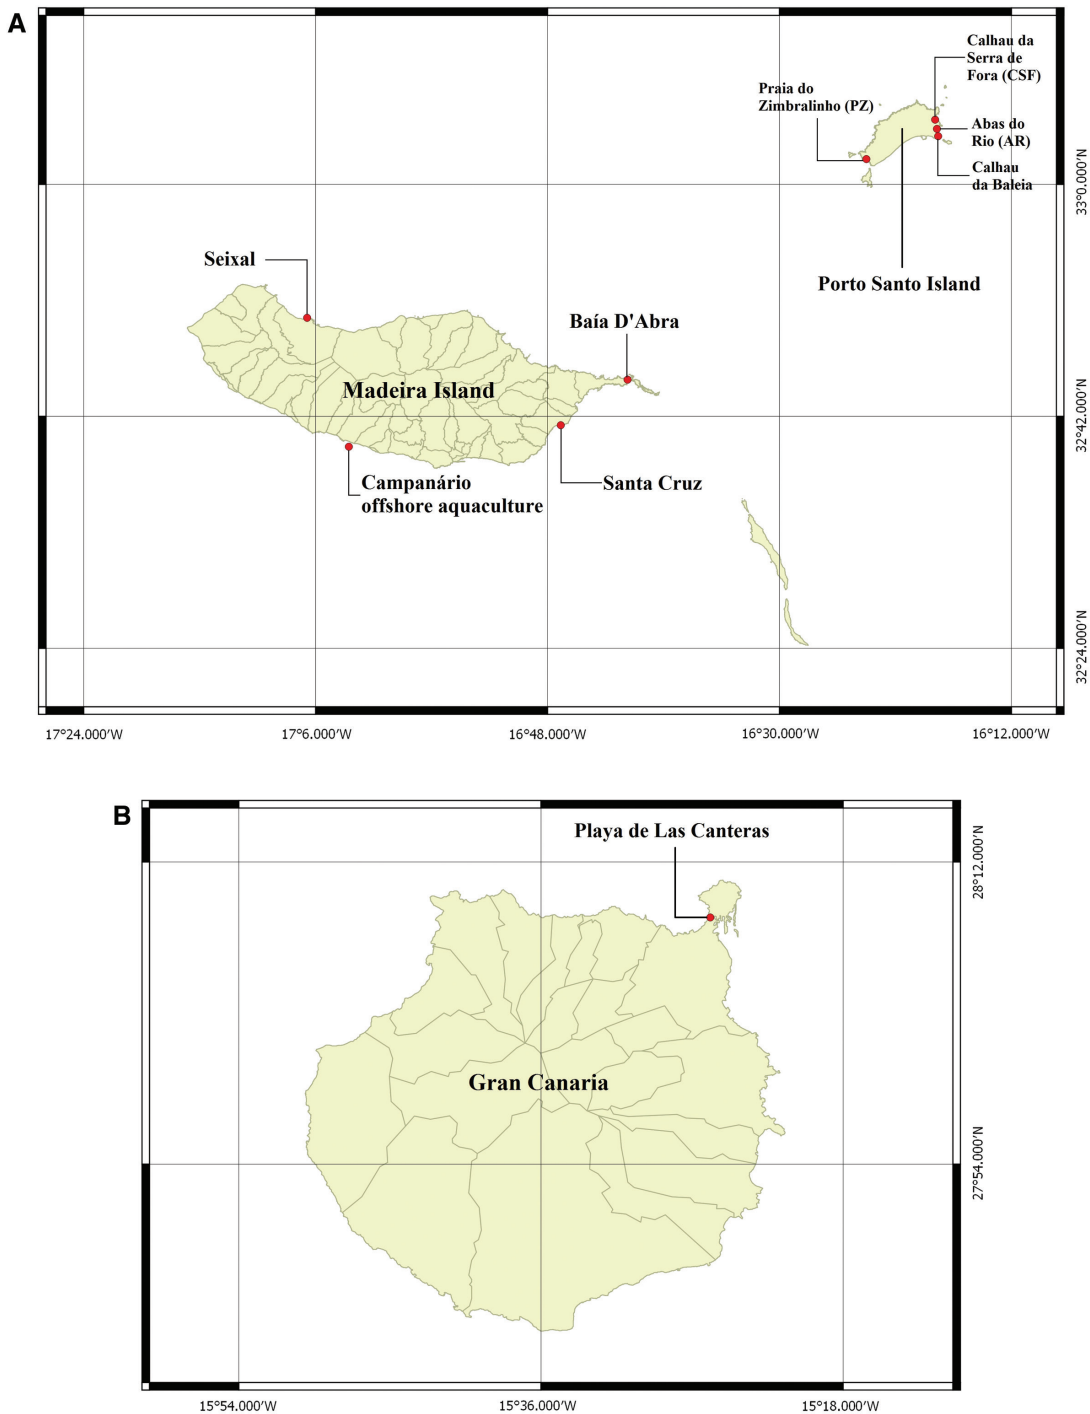 A
Calhau da
Serra de
Fora (CSF)
Praia do
Zimbralinho (PZ)
Abas do
Rio (AR)
Calhau
da Baleia
33°0.000'N
Seixal
Porto Santo Island
Baía D'Abra
Madeira Island
32°42.000'N
Campanário
offshore aquaculture
Santa Cruz
32°24.000'N
17°24.000'W
17°6.000'W
16°48.000'W
16°30.000'W
16°12.000'W
B
Playa de Las Canteras
28°12.000'N
Gran Canaria
27°54.000'N
15°54.000'W
15°36.000'W
15°18.000'W